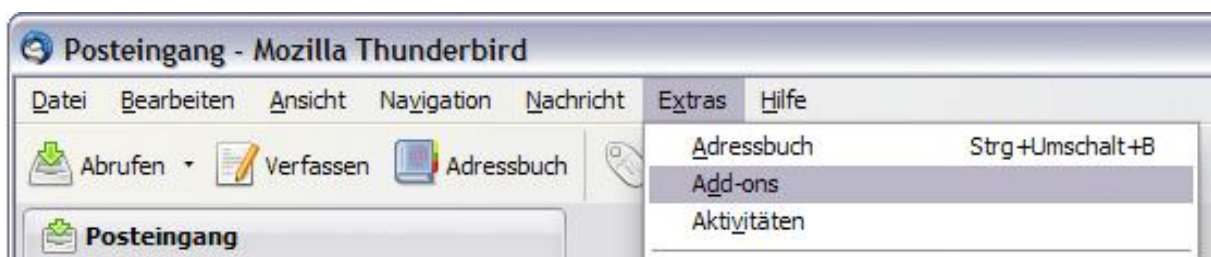 Posteingang - Mozilla Thunderbird
Datei Bearbeiten Ansicht Navigation Nachricht Extras Hilfe
Abrufen Verfassen Adressbuch
Adressbuch Strg+Umschalt+B
Add-ons
Aktivitäten
Posteingang